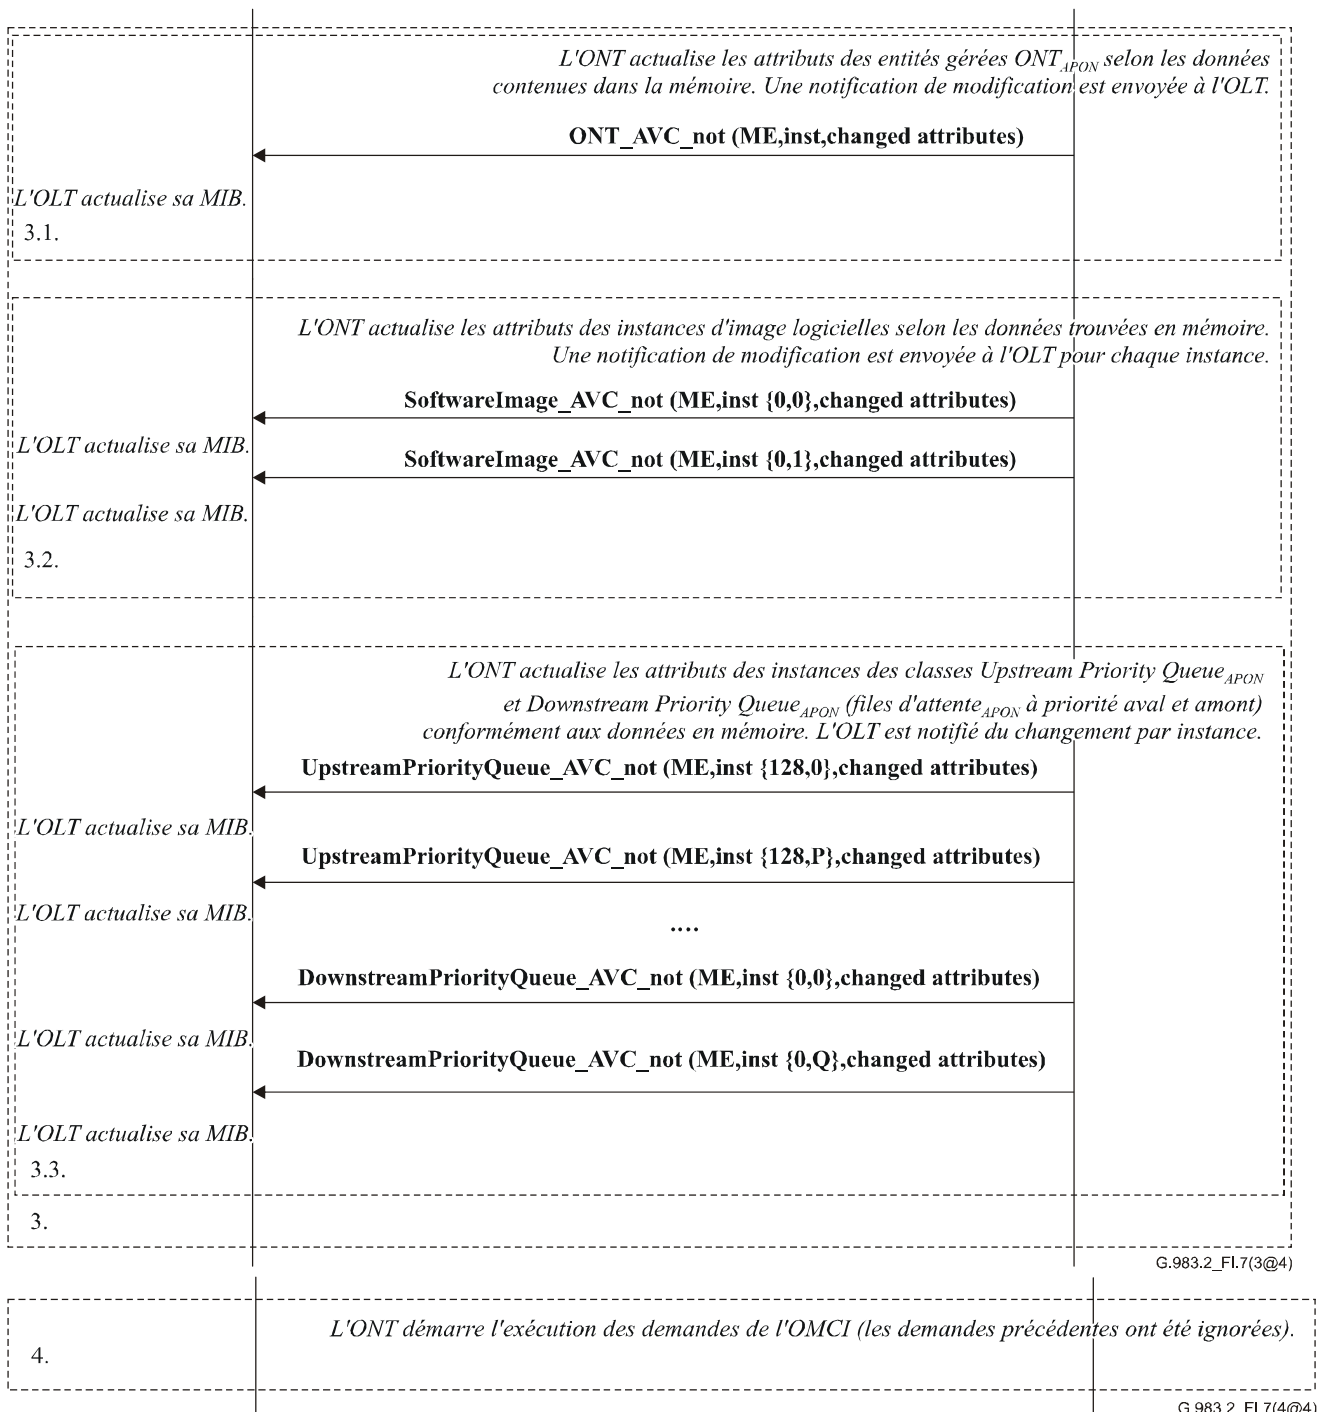 L'ONT actualise les attributs des entités gérées ONT_APON selon les données
contenues dans la mémoire. Une notification de modification est envoyée à l'OLT.
ONT_AVC_not (ME,inst,changed attributes)
L'OLT actualise sa MIB.
3.1.
L'ONT actualise les attributs des instances d'image logicielles selon les données trouvées en mémoire.
Une notification de modification est envoyée à l'OLT pour chaque instance.
SoftwareImage_AVC_not (ME,inst {0,0},changed attributes)
L'OLT actualise sa MIB.
SoftwareImage_AVC_not (ME,inst {0,1},changed attributes)
L'OLT actualise sa MIB.
3.2.
L'ONT actualise les attributs des instances des classes Upstream Priority Queue_APON
et Downstream Priority Queue_APON (files d'attente_APON à priorité aval et amont)
conformément aux données en mémoire. L'OLT est notifié du changement par instance.
UpstreamPriorityQueue_AVC_not (ME,inst {128,0},changed attributes)
L'OLT actualise sa MIB.
UpstreamPriorityQueue_AVC_not (ME,inst {128,P},changed attributes)
L'OLT actualise sa MIB.
....
DownstreamPriorityQueue_AVC_not (ME,inst {0,0},changed attributes)
L'OLT actualise sa MIB.
DownstreamPriorityQueue_AVC_not (ME,inst {0,Q},changed attributes)
L'OLT actualise sa MIB.
3.3.
3.
G.983.2_FI.7(3@4)
L'ONT démarre l'exécution des demandes de l'OMCI (les demandes précédentes ont été ignorées).
4.
G.983.2_FI.7(4@4)